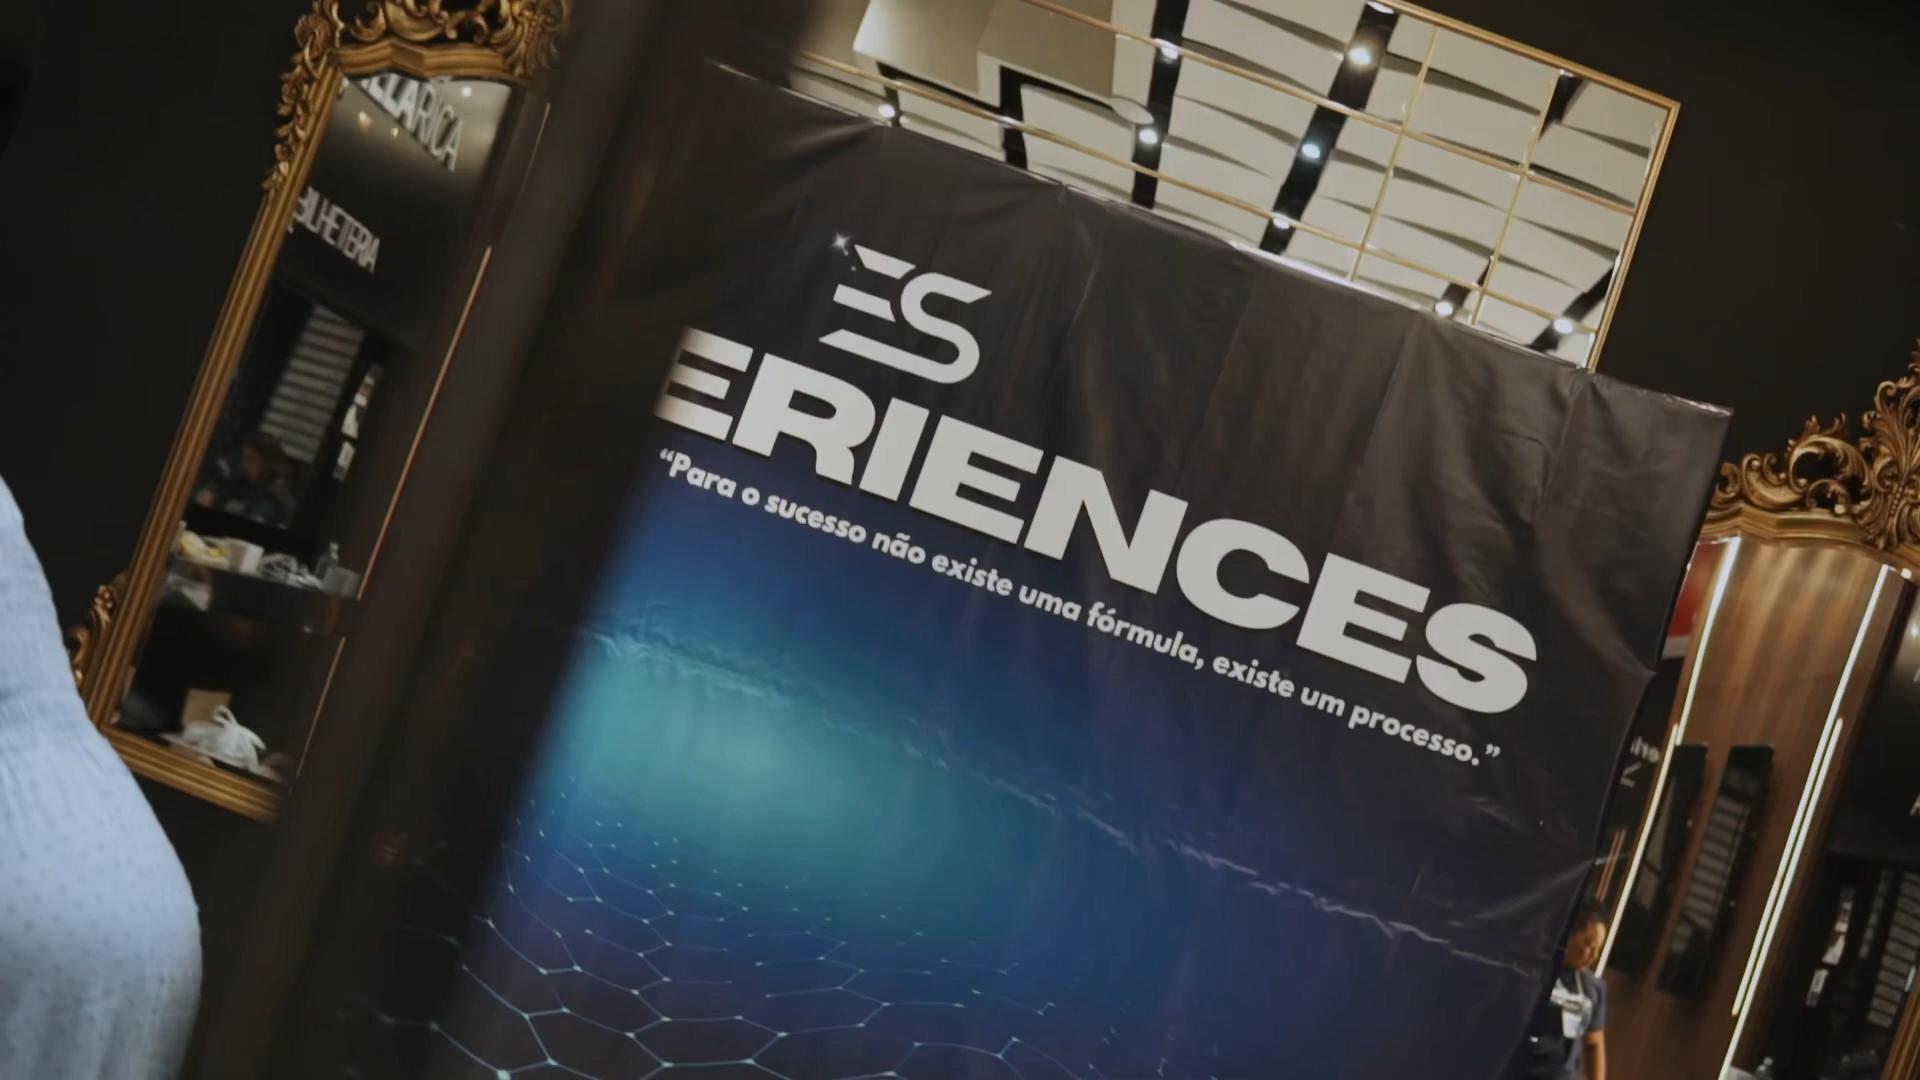 BILHETERIA
ES
ERIENCES
“Para o sucesso não existe uma fórmula, existe um processo.”